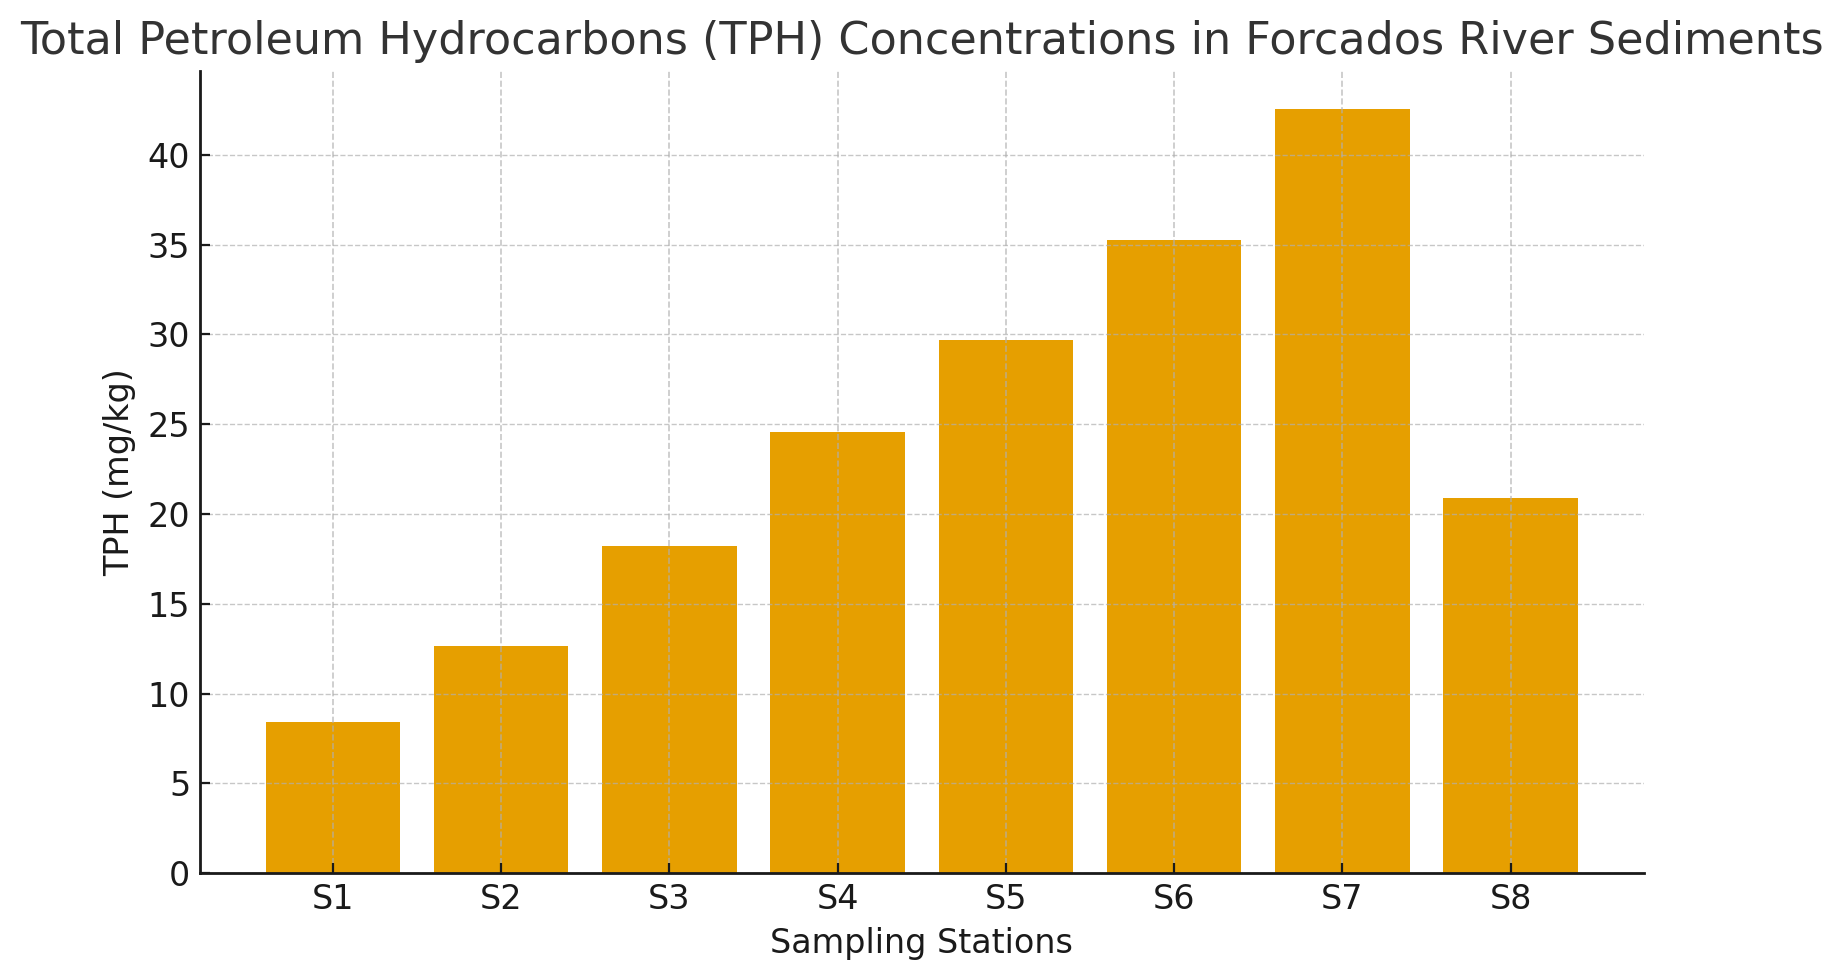 Total Petroleum Hydrocarbons (TPH) Concentrations in Forcados River Sediments
TPH (mg/kg)
40
35
30
25
20
15
10
5
0
S1 S2 S3 S4 S5 S6 S7 S8
Sampling Stations